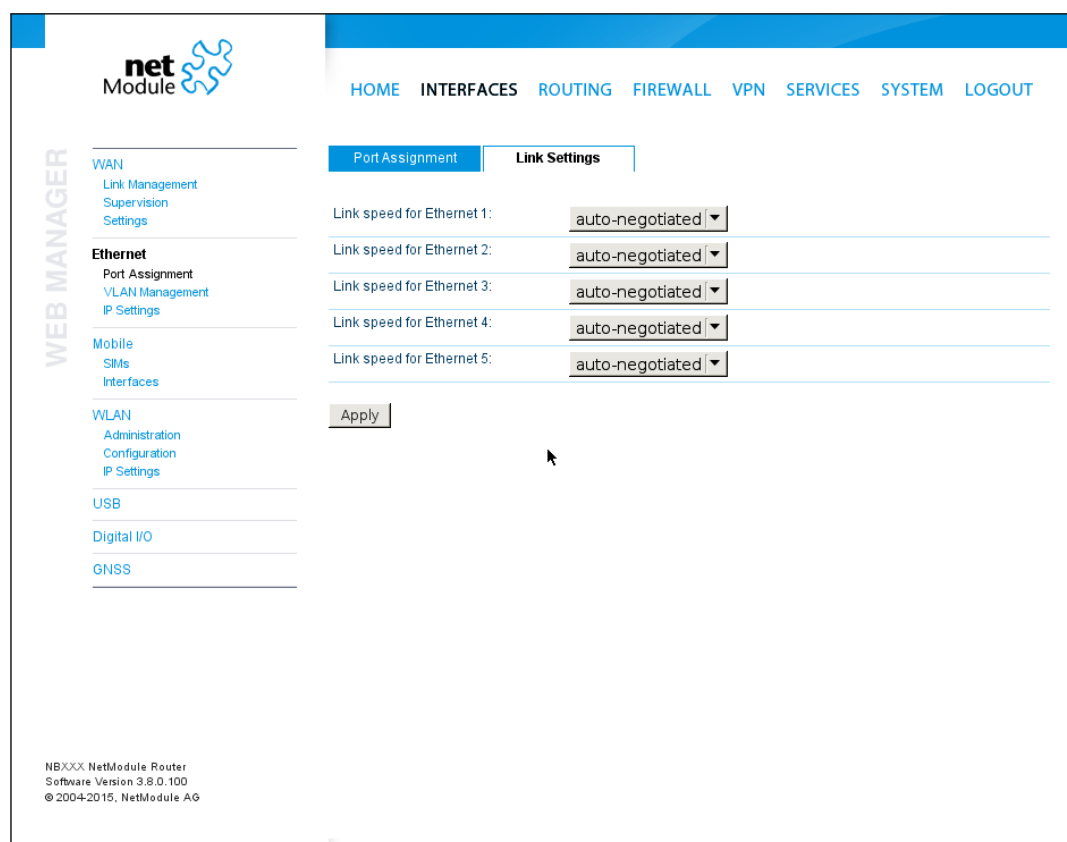 net
Module
HOME INTERFACES ROUTING FIREWALL VPN SERVICES SYSTEM LOGOUT
WEB MANAGER
WAN
Link Management
Supervision
Settings
Ethernet
Port Assignment
VLAN Management
IP Settings
Mobile
SIMs
Interfaces
WLAN
Administration
Configuration
IP Settings
USB
Digital I/O
GNSS
Port Assignment Link Settings
Link speed for Ethernet 1: auto-negotiated
Link speed for Ethernet 2: auto-negotiated
Link speed for Ethernet 3: auto-negotiated
Link speed for Ethernet 4: auto-negotiated
Link speed for Ethernet 5: auto-negotiated
Apply
NBXXX NetModule Router
Software Version 3.8.0.100
© 2004-2015, NetModule AG